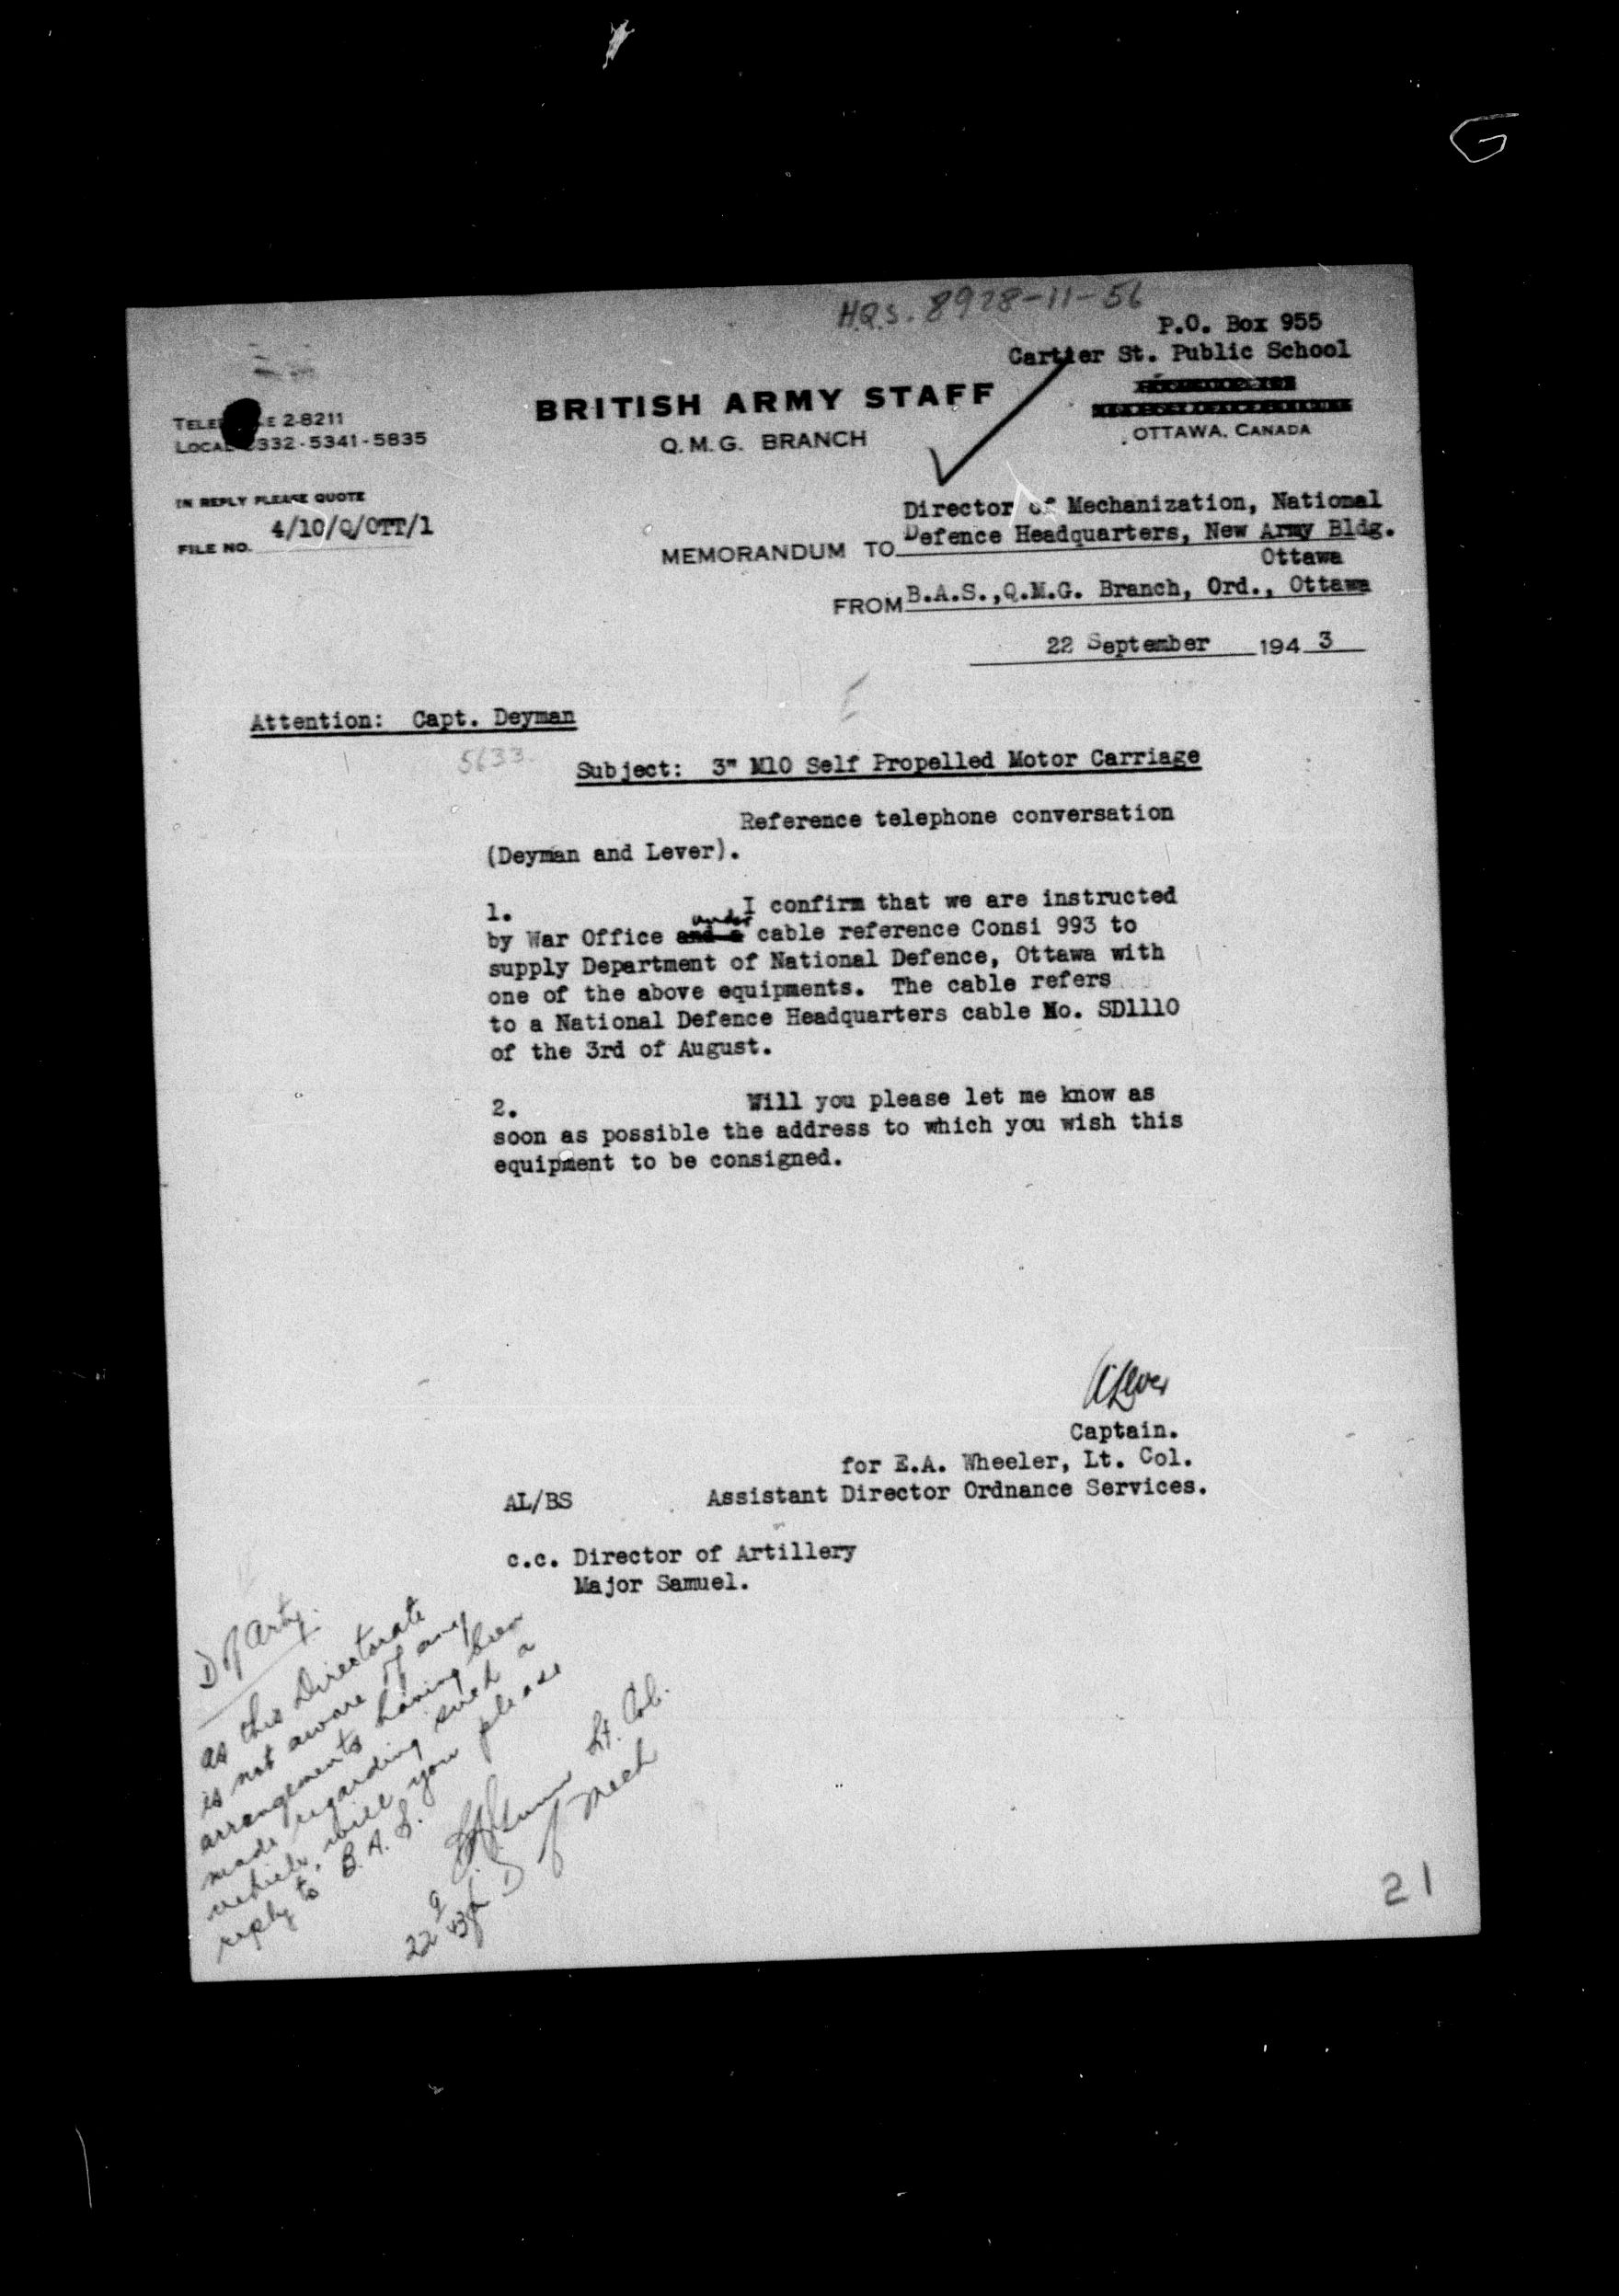 G
H.Q.S. 8928-11-56
P.O. Box 955
Cartier St. Public School
OTTAWA, CANADA
BRITISH ARMY STAFF
Q.M.G. BRANCH
TELE E 2-8211
LOCAL 332-5341-5835
IN REPLY PLEASE QUOTE
4/10/Q/OTT/1
FILE NO.
Director of Mechanization, National
MEMORANDUM TO Defence Headquarters, New Army Bldg.
Ottawa
FROM B.A.S.,Q.M.G. Branch, Ord., Ottawa
22 September 194 3
Attention: Capt. Deyman
5633
Subject: 3" M10 Self Propelled Motor Carriage
Reference telephone conversation
(Deyman and Lever).
1. I confirm that we are instructed
under
by War Office and a cable reference Consi 993 to
supply Department of National Defence, Ottawa with
one of the above equipments. The cable refers
to a National Defence Headquarters cable No. SD1110
of the 3rd of August.
2. Will you please let me know as
soon as possible the address to which you wish this
equipment to be consigned.
Lever
Captain.
for E.A. Wheeler, Lt. Col.
AL/BS Assistant Director Ordnance Services.
c.c. Director of Artillery
Major Samuel.
D of Arty.
as this Directorate
is not aware of any
arrangements having been
made regarding such a
vehicle, will you please
reply to B.A.S.
Lt. Col.
D of Mech
22 9 43
21